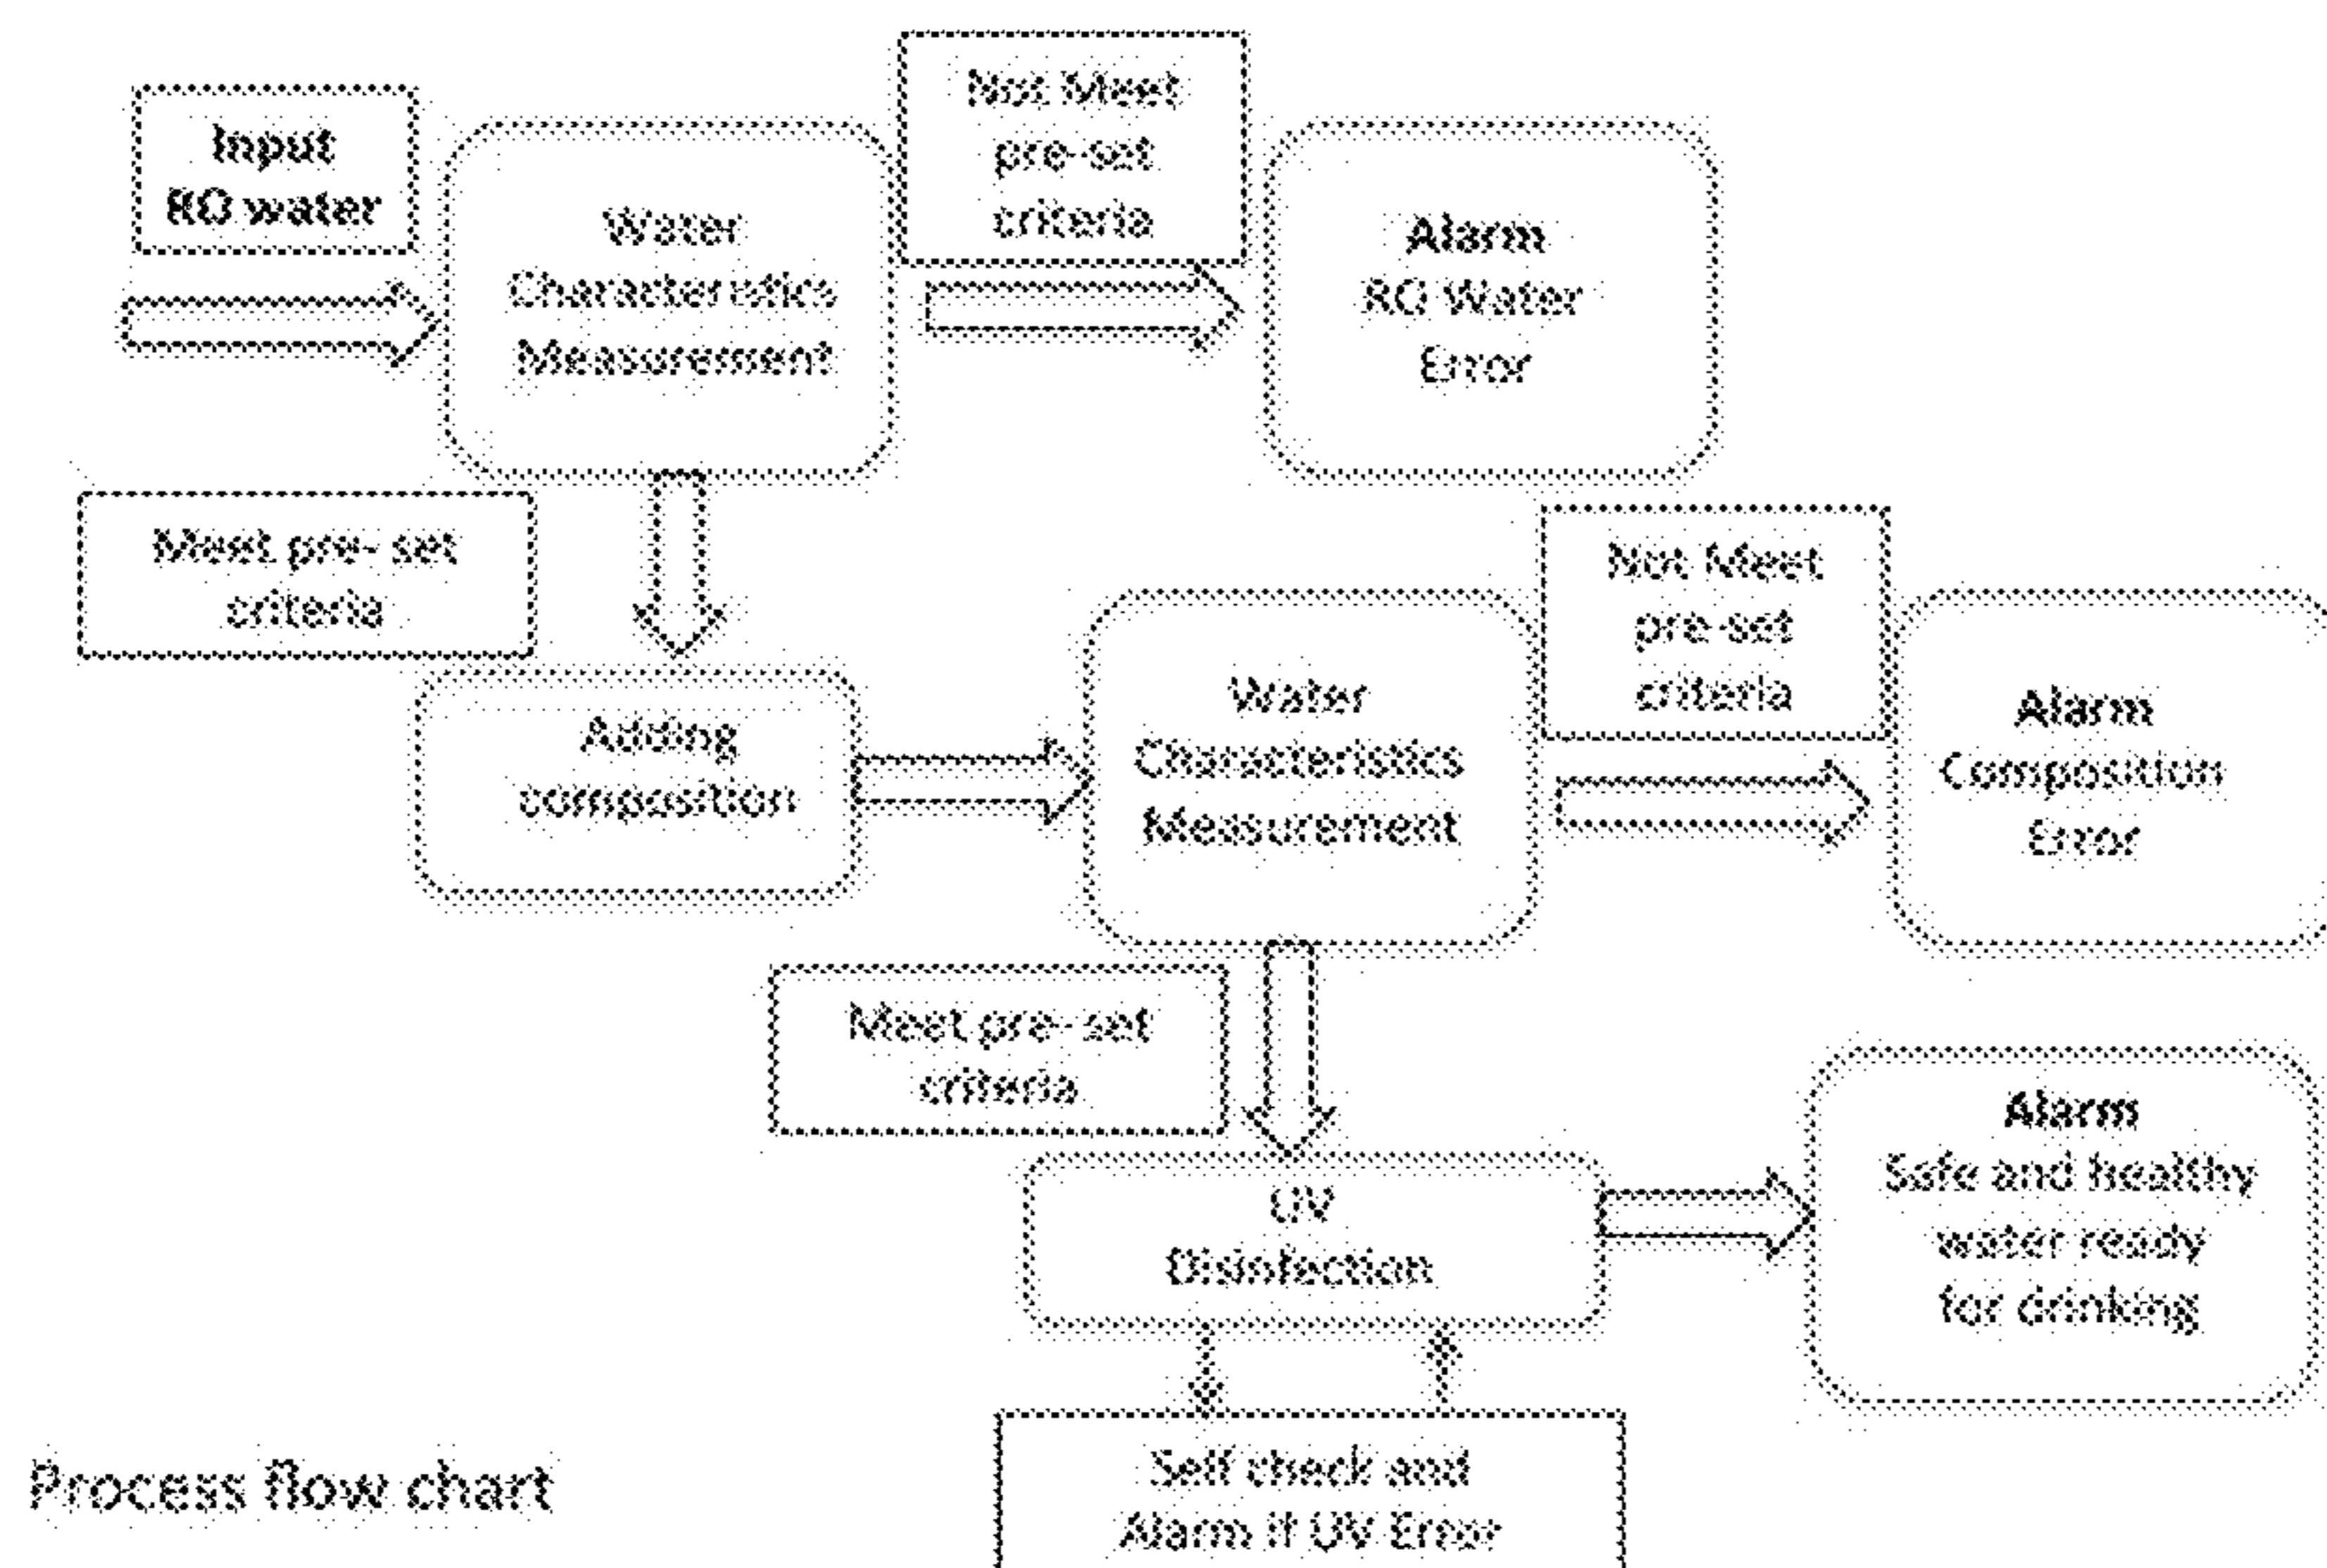 Input
RO water
Water
Characteristics
Measurement
Not Meet
pre-set
criteria
Alarm
RO Water
Error
Meet pre- set
criteria
Adding
composition
Water
Characteristics
Measurement
Not Meet
pre-set
criteria
Alarm
Composition
Error
Meet pre- set
criteria
UV
Disinfection
Alarm
Safe and healthy
water ready
for drinking
Self check and
Alarm if UV Error
Process flow chart